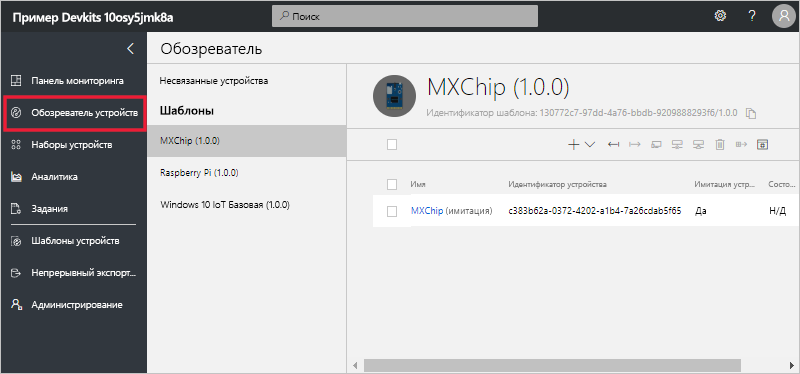 Пример Devkits 10osy5jmk8a
Поиск
?
Панель мониторинга
Обозреватель устройств
Наборы устройств
Аналитика
Задания
Шаблоны устройств
Непрерывный экспорт...
Администрирование
Обозреватель
Несвязанные устройства
Шаблоны
MXChip (1.0.0)
Raspberry Pi (1.0.0)
Windows 10 IoT Базовая (1.0.0)
MXChip (1.0.0)
Идентификатор шаблона: 130772c7-97dd-4a76-bbdb-9209888293f6/1.0.0
Имя Идентификатор устройства Имитация устр... Состо...
MXChip (имитация) c383b62a-0372-4202-a1b4-7a26cdab5f65 Да Н/Д